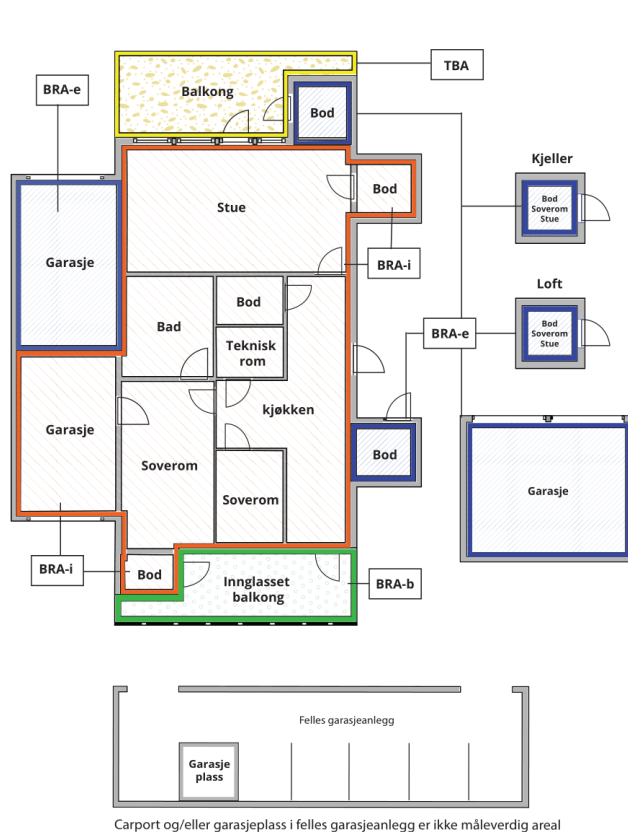 TBA
BRA-e
Balkong
Bod
Kjeller
Bod
Soverom
Stue
Bod
Stue
Garasje
BRA-i
Loft
Bod
Soverom
Stue
Bod
Bad
BRA-e
Teknisk
rom
kjøkken
Garasje
Bod
Soverom
Garasje
Soverom
BRA-i
Bod
Innglasset
balkong
BRA-b
Felles garasjeanlegg
Garasje
plass
Carport og/eller garasjeplass i felles garasjeanlegg er ikke måleverdig areal